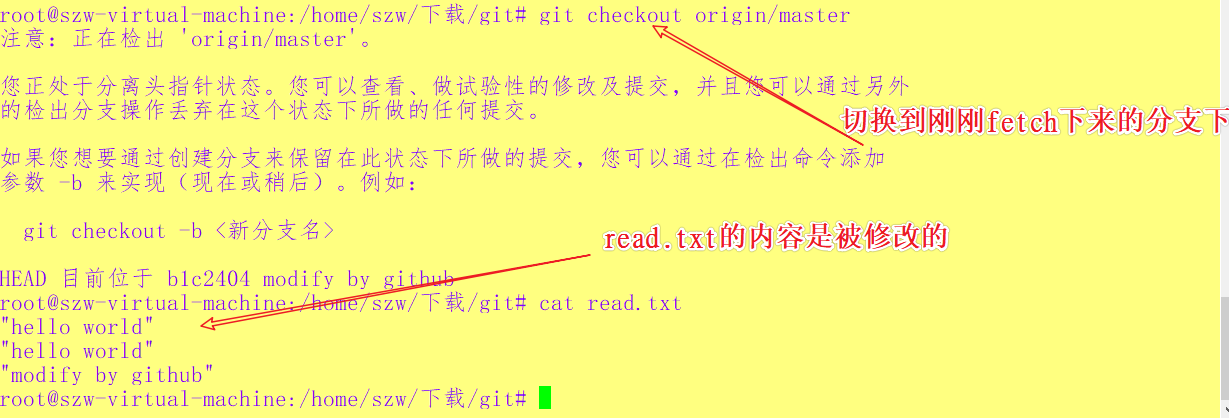 root@szw-virtual-machine:/home/szw/下载/git# git checkout origin/master
注意：正在检出 'origin/master'。
您正处于分离头指针状态。您可以查看、做试验性的修改及提交，并且您可以通过另外
的检出分支操作丢弃在这个状态下所做的任何提交。
切换到刚刚fetch下来的分支下
如果您想要通过创建分支来保留在此状态下所做的提交，您可以通过在检出命令添加
参数 -b 来实现（现在或稍后）。例如：
git checkout -b <新分支名>
read.txt的内容是被修改的
HEAD 目前位于 b1c2404 modify by github
root@szw-virtual-machine:/home/szw/下载/git# cat read.txt
"hello world"
"hello world"
"modify by github"
root@szw-virtual-machine:/home/szw/下载/git#